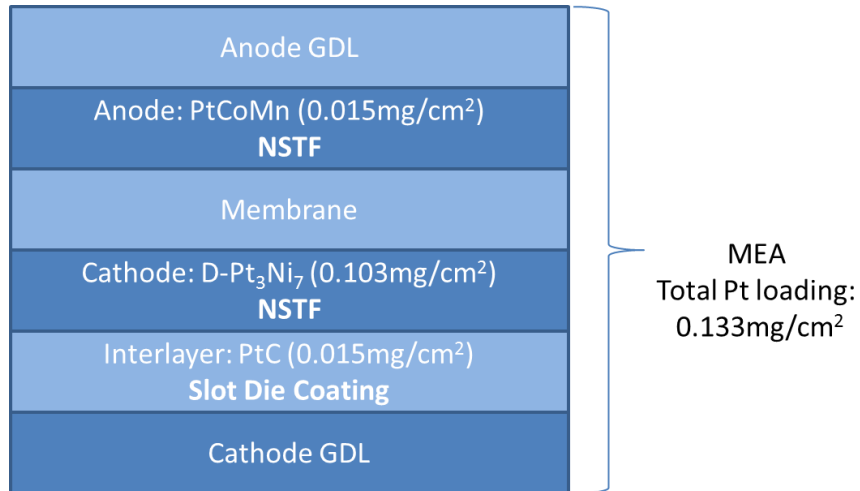 Anode GDL
Anode: PtCoMn (0.015mg/cm²)
NSTF
Membrane
Cathode: D-Pt₃Ni₇ (0.103mg/cm²)
NSTF
Interlayer: PtC (0.015mg/cm²)
Slot Die Coating
Cathode GDL
MEA
Total Pt loading:
0.133mg/cm²